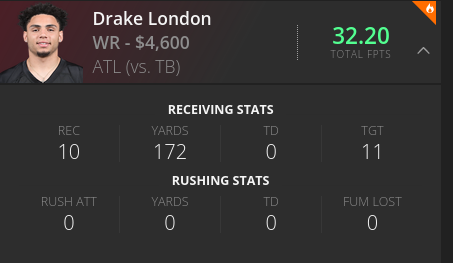 Drake London
WR - $4,600
ATL (vs. TB)
32.20
TOTAL FPTS
RECEIVING STATS
REC YARDS TD TGT
10 172 0 11
RUSHING STATS
RUSH ATT YARDS TD FUM LOST
0 0 0 0